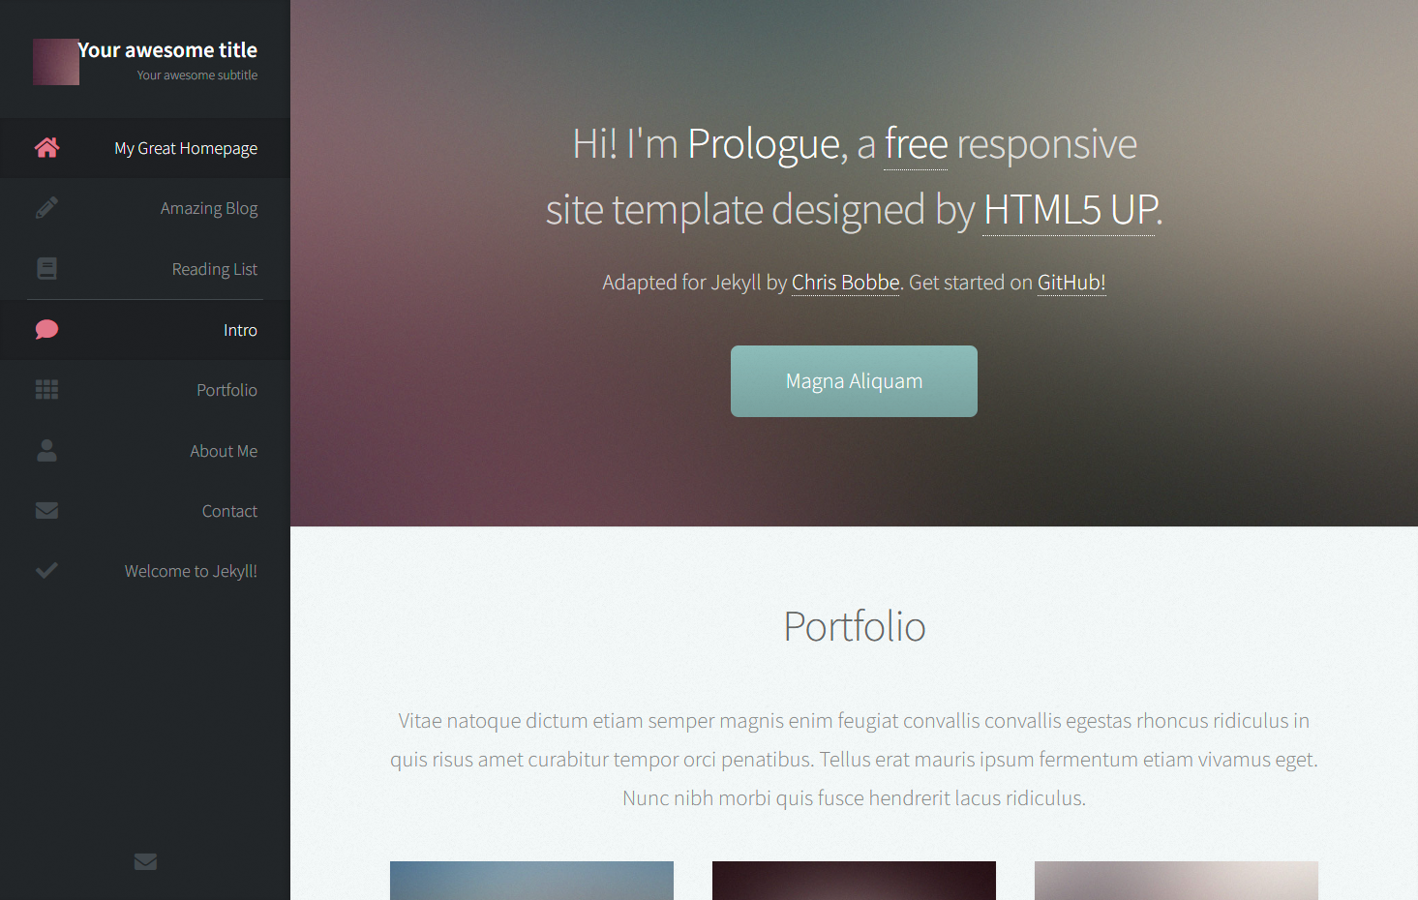 Your awesome title
Your awesome subtitle
My Great Homepage
Amazing Blog
Reading List
Intro
Portfolio
About Me
Contact
Welcome to Jekyll!
Hi! I'm Prologue, a free responsive
site template designed by HTML5 UP.
Adapted for Jekyll by Chris Bobbe. Get started on GitHub!
Magna Aliquam
Portfolio
Vitae natoque dictum etiam semper magnis enim feugiat convallis convallis egestas rhoncus ridiculus in
quis risus amet curabitur tempor orci penatibus. Tellus erat mauris ipsum fermentum etiam vivamus eget.
Nunc nibh morbi quis fusce hendrerit lacus ridiculus.